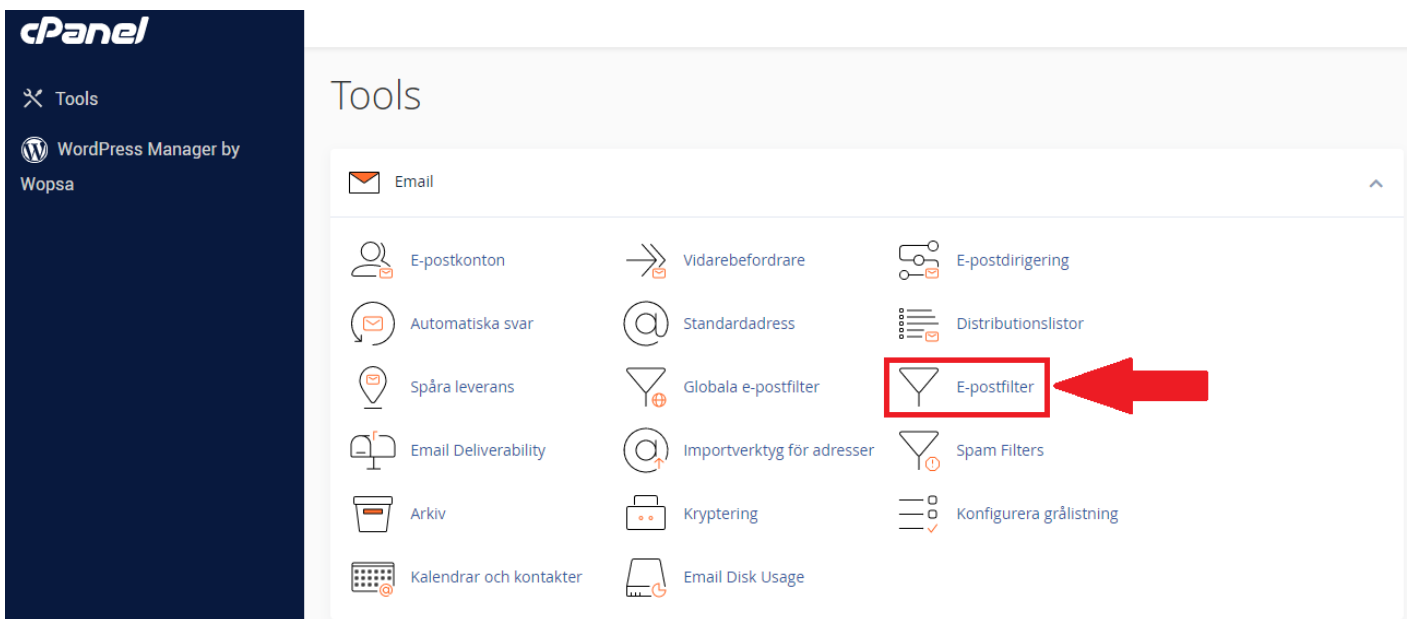 cPanel
Tools
WordPress Manager by
Wopsa
Tools
Email
E-postkonton
Vidarebefordrare
E-postdirigering
Automatiska svar
Standardadress
Distributionslistor
Spåra leverans
Globala e-postfilter
E-postfilter
Email Deliverability
Importverktyg för adresser
Spam Filters
Arkiv
Kryptering
Konfigurera grålistning
Kalendrar och kontakter
Email Disk Usage